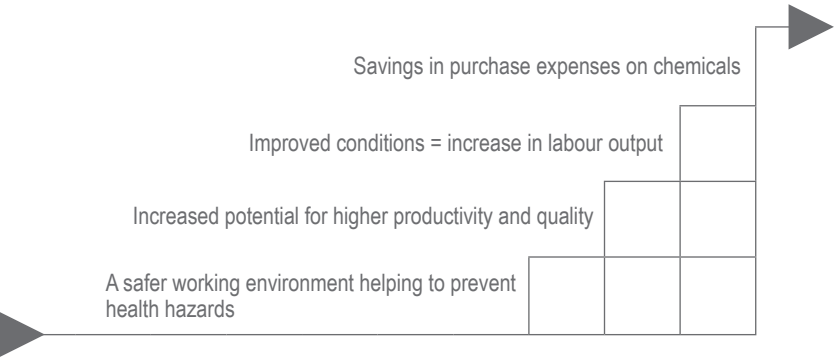 Savings in purchase expenses on chemicals
Improved conditions = increase in labour output
Increased potential for higher productivity and quality
A safer working environment helping to prevent
health hazards